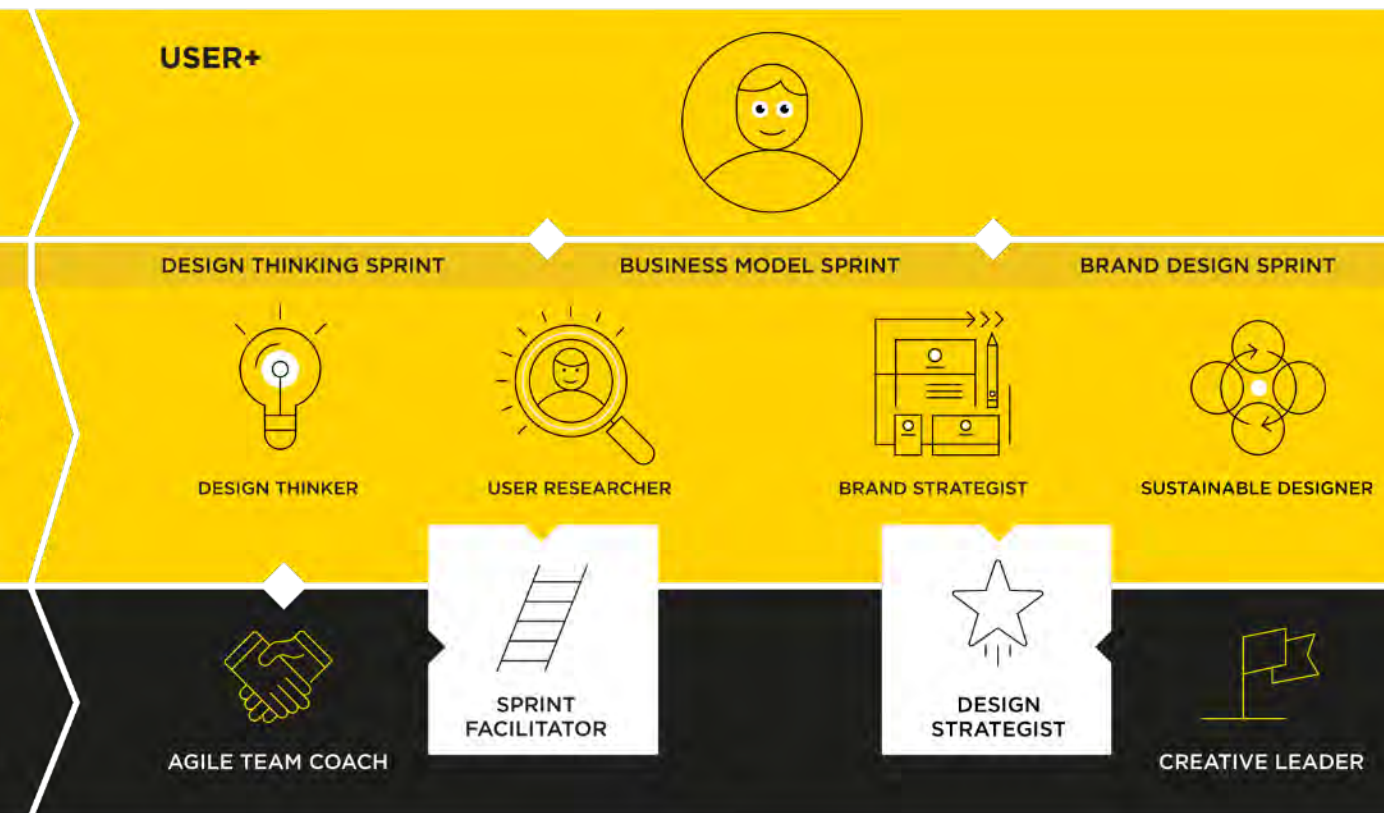 USER+
DESIGN THINKING SPRINT
BUSINESS MODEL SPRINT
BRAND DESIGN SPRINT
DESIGN THINKER
USER RESEARCHER
BRAND STRATEGIST
SUSTAINABLE DESIGNER
AGILE TEAM COACH
SPRINT
FACILITATOR
DESIGN
STRATEGIST
CREATIVE LEADER